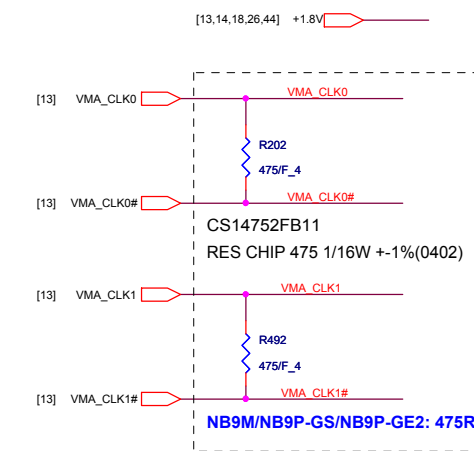 [13,14,18,26,44] +1.8V
[13] VMA_CLK0 VMA_CLK0
R202
475/F_4
[13] VMA_CLK0# VMA_CLK0#
CS14752FB11
RES CHIP 475 1/16W +-1%(0402)
[13] VMA_CLK1 VMA_CLK1
R492
475/F_4
[13] VMA_CLK1# VMA_CLK1#
NB9M/NB9P-GS/NB9P-GE2: 475R